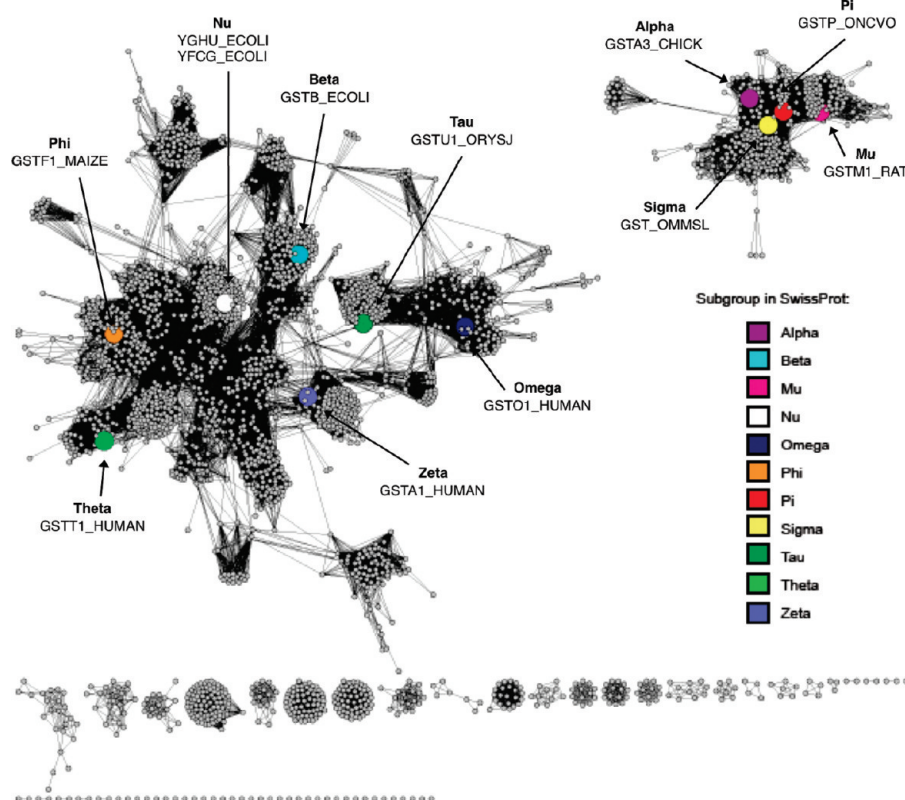 Nu
YGHU_ECOLI
YFCG_ECOLI
Beta
GSTB_ECOLI
Tau
GSTU1_ORYSJ
Phi
GSTF1_MAIZE
Omega
GSTO1_HUMAN
Zeta
GSTA1_HUMAN
Theta
GSTT1_HUMAN
Pi
GSTP_ONCVO
Alpha
GSTA3_CHICK
Mu
GSTM1_RAT
Sigma
GST_OMMSL
Subgroup in SwissProt:
Alpha
Beta
Mu
Nu
Omega
Phi
Pi
Sigma
Tau
Theta
Zeta